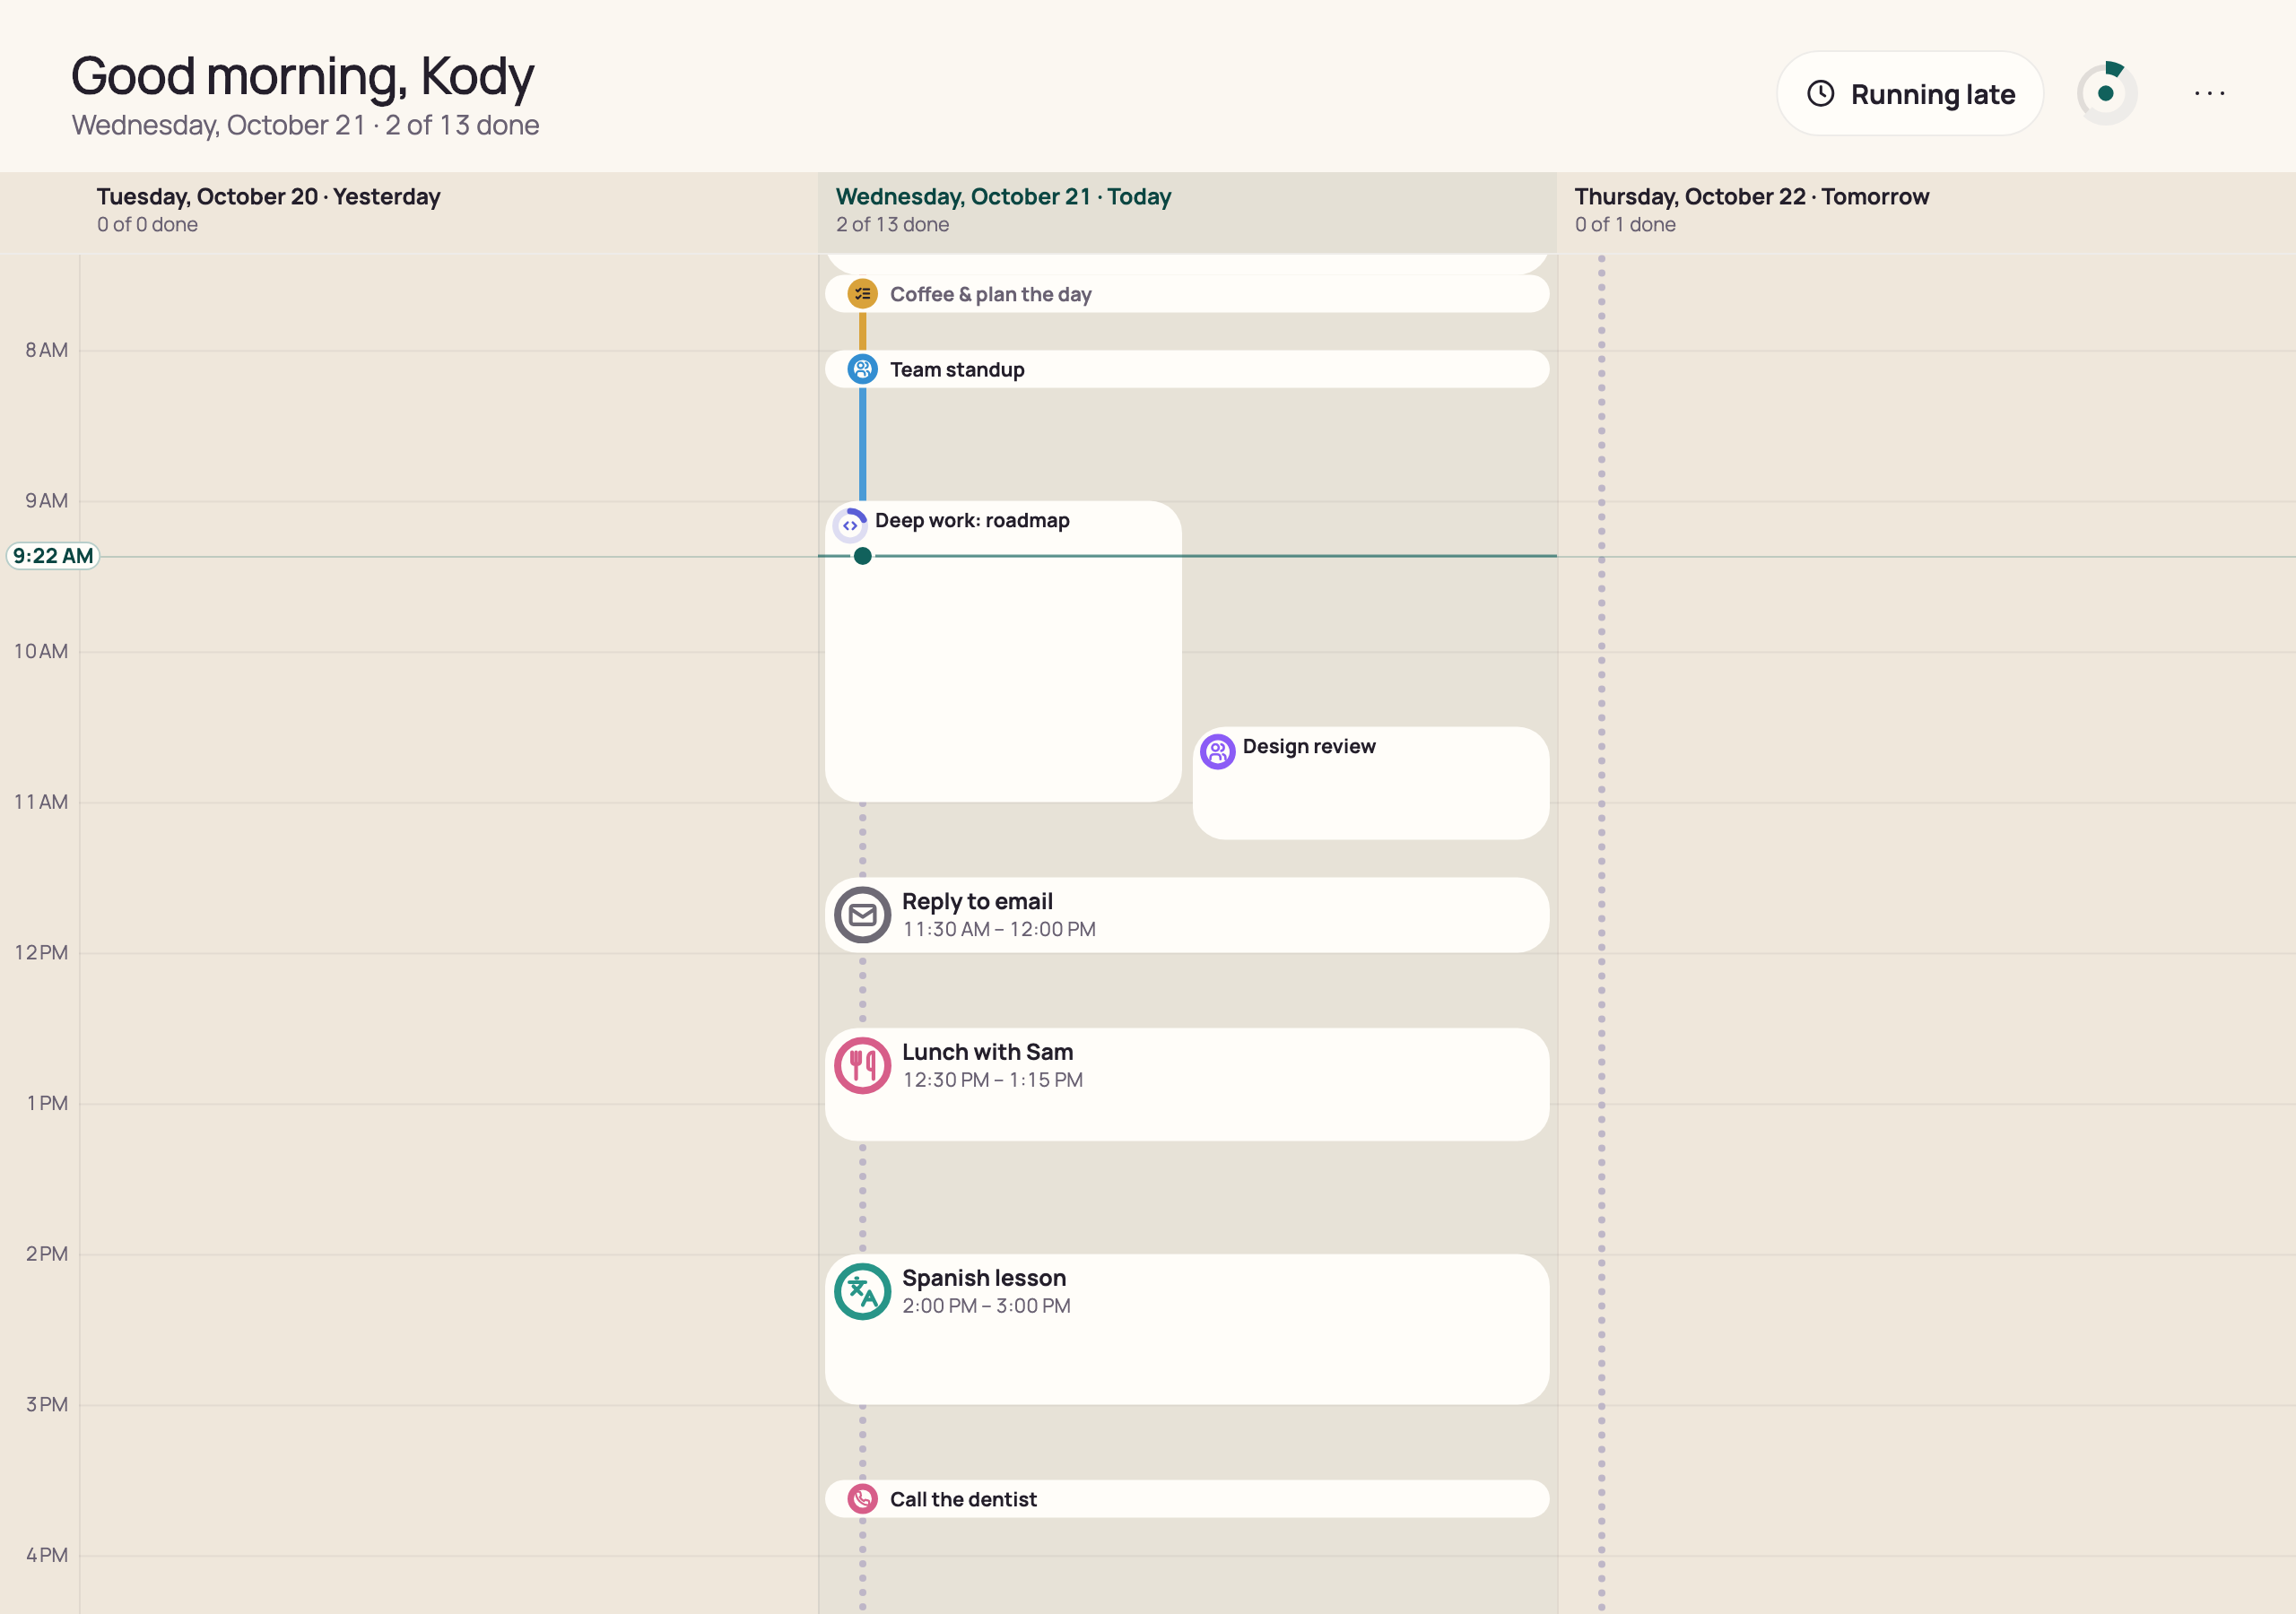 Good morning, Kody
Wednesday, October 21 · 2 of 13 done
Running late
Tuesday, October 20 · Yesterday
0 of 0 done
Wednesday, October 21 · Today
2 of 13 done
Thursday, October 22 · Tomorrow
0 of 1 done
Coffee & plan the day
8 AM
Team standup
9 AM
Deep work: roadmap
9:22 AM
10 AM
Design review
11 AM
Reply to email
11:30 AM – 12:00 PM
12 PM
Lunch with Sam
12:30 PM – 1:15 PM
1 PM
2 PM
Spanish lesson
2:00 PM – 3:00 PM
3 PM
Call the dentist
4 PM